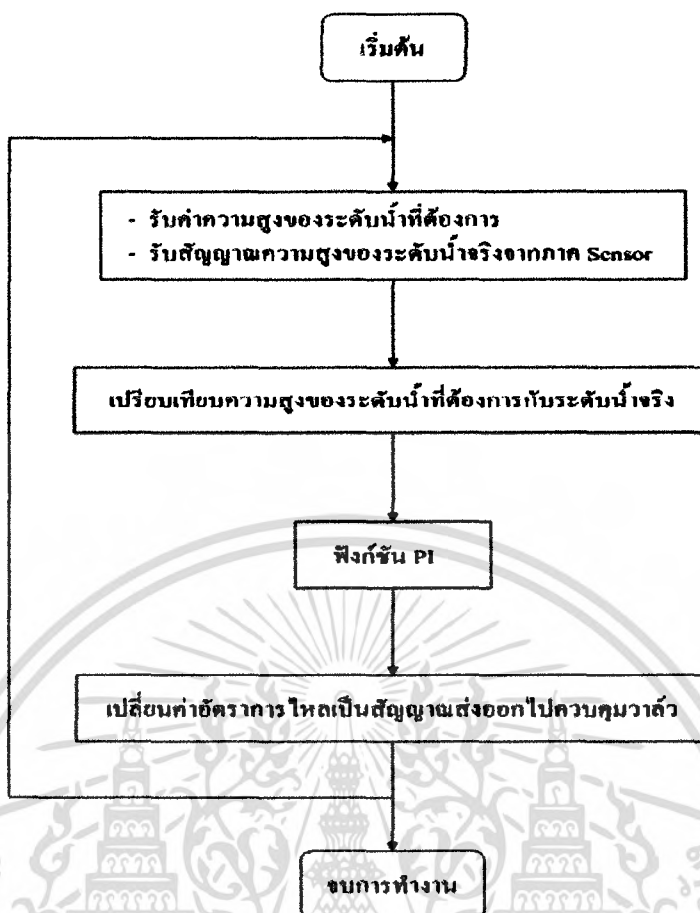 เริ่มต้น
- รับค่าความสูงของระดับน้ำที่ต้องการ
- รับสัญญาณความสูงของระดับน้ำจริงจากภาค Sensor
เปรียบเทียบความสูงของระดับน้ำที่ต้องการกับระดับน้ำจริง
ฟังก์ชัน PI
เปลี่ยนค่าอัตราการไหลเป็นสัญญาณส่งออกไปควบคุมวาล์ว
จบการทำงาน